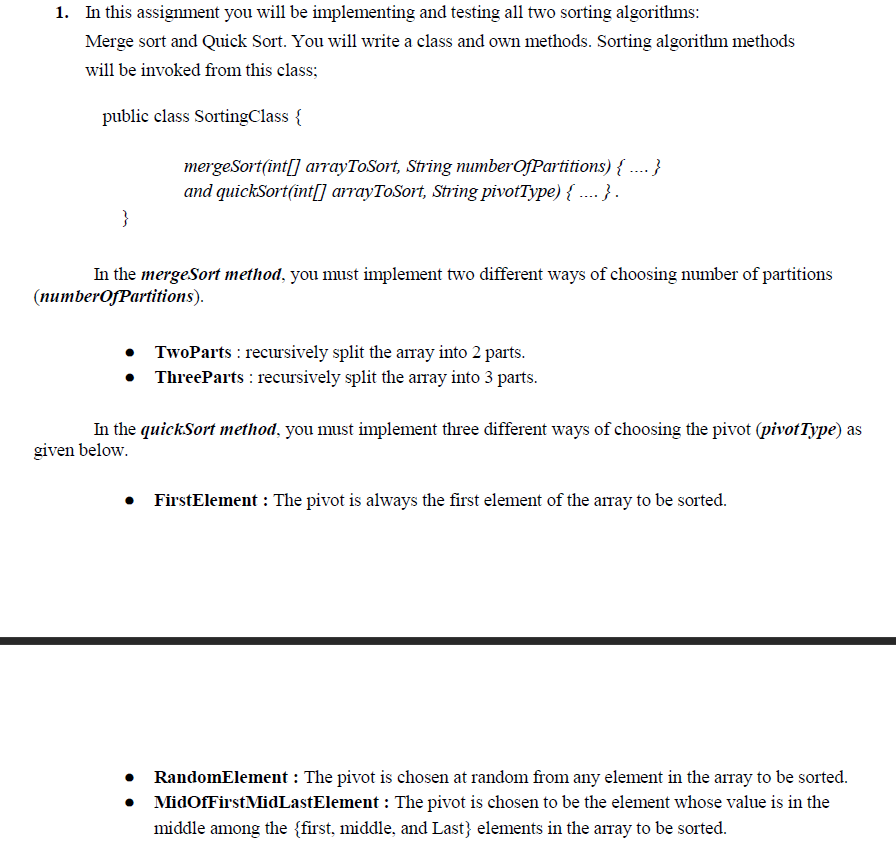 1. In this assignment you will be implementing and testing all two sorting algorithms:
Merge sort and Quick Sort. You will write a class and own methods. Sorting algorithm methods
will be invoked from this class;
public class SortingClass {
mergeSort(int[] arrayToSort, String numberOfPartitions) { .... }
and quickSort(int[] arrayToSort, String pivotType) { .... } .
}
In the mergeSort method, you must implement two different ways of choosing number of partitions
(numberOfPartitions).
● TwoParts : recursively split the array into 2 parts.
● ThreeParts : recursively split the array into 3 parts.
In the quickSort method, you must implement three different ways of choosing the pivot (pivotType) as
given below.
● FirstElement : The pivot is always the first element of the array to be sorted.
● RandomElement : The pivot is chosen at random from any element in the array to be sorted.
● MidOfFirstMidLastElement : The pivot is chosen to be the element whose value is in the
middle among the {first, middle, and Last} elements in the array to be sorted.